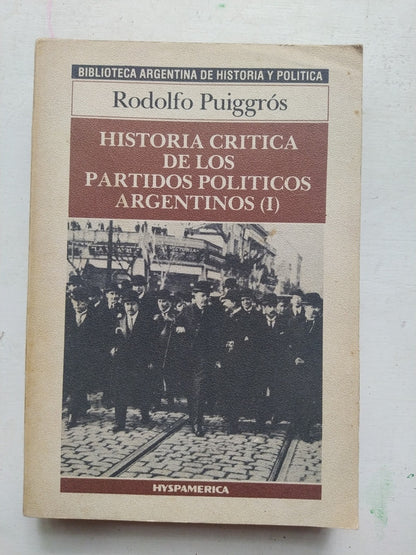 BIBLIOTECA ARGENTINA DE HISTORIA Y POLITICA
Rodolfo Puiggrós
HISTORIA CRITICA
DE LOS
PARTIDOS POLITICOS
ARGENTINOS (I)
HYSPAMERICA